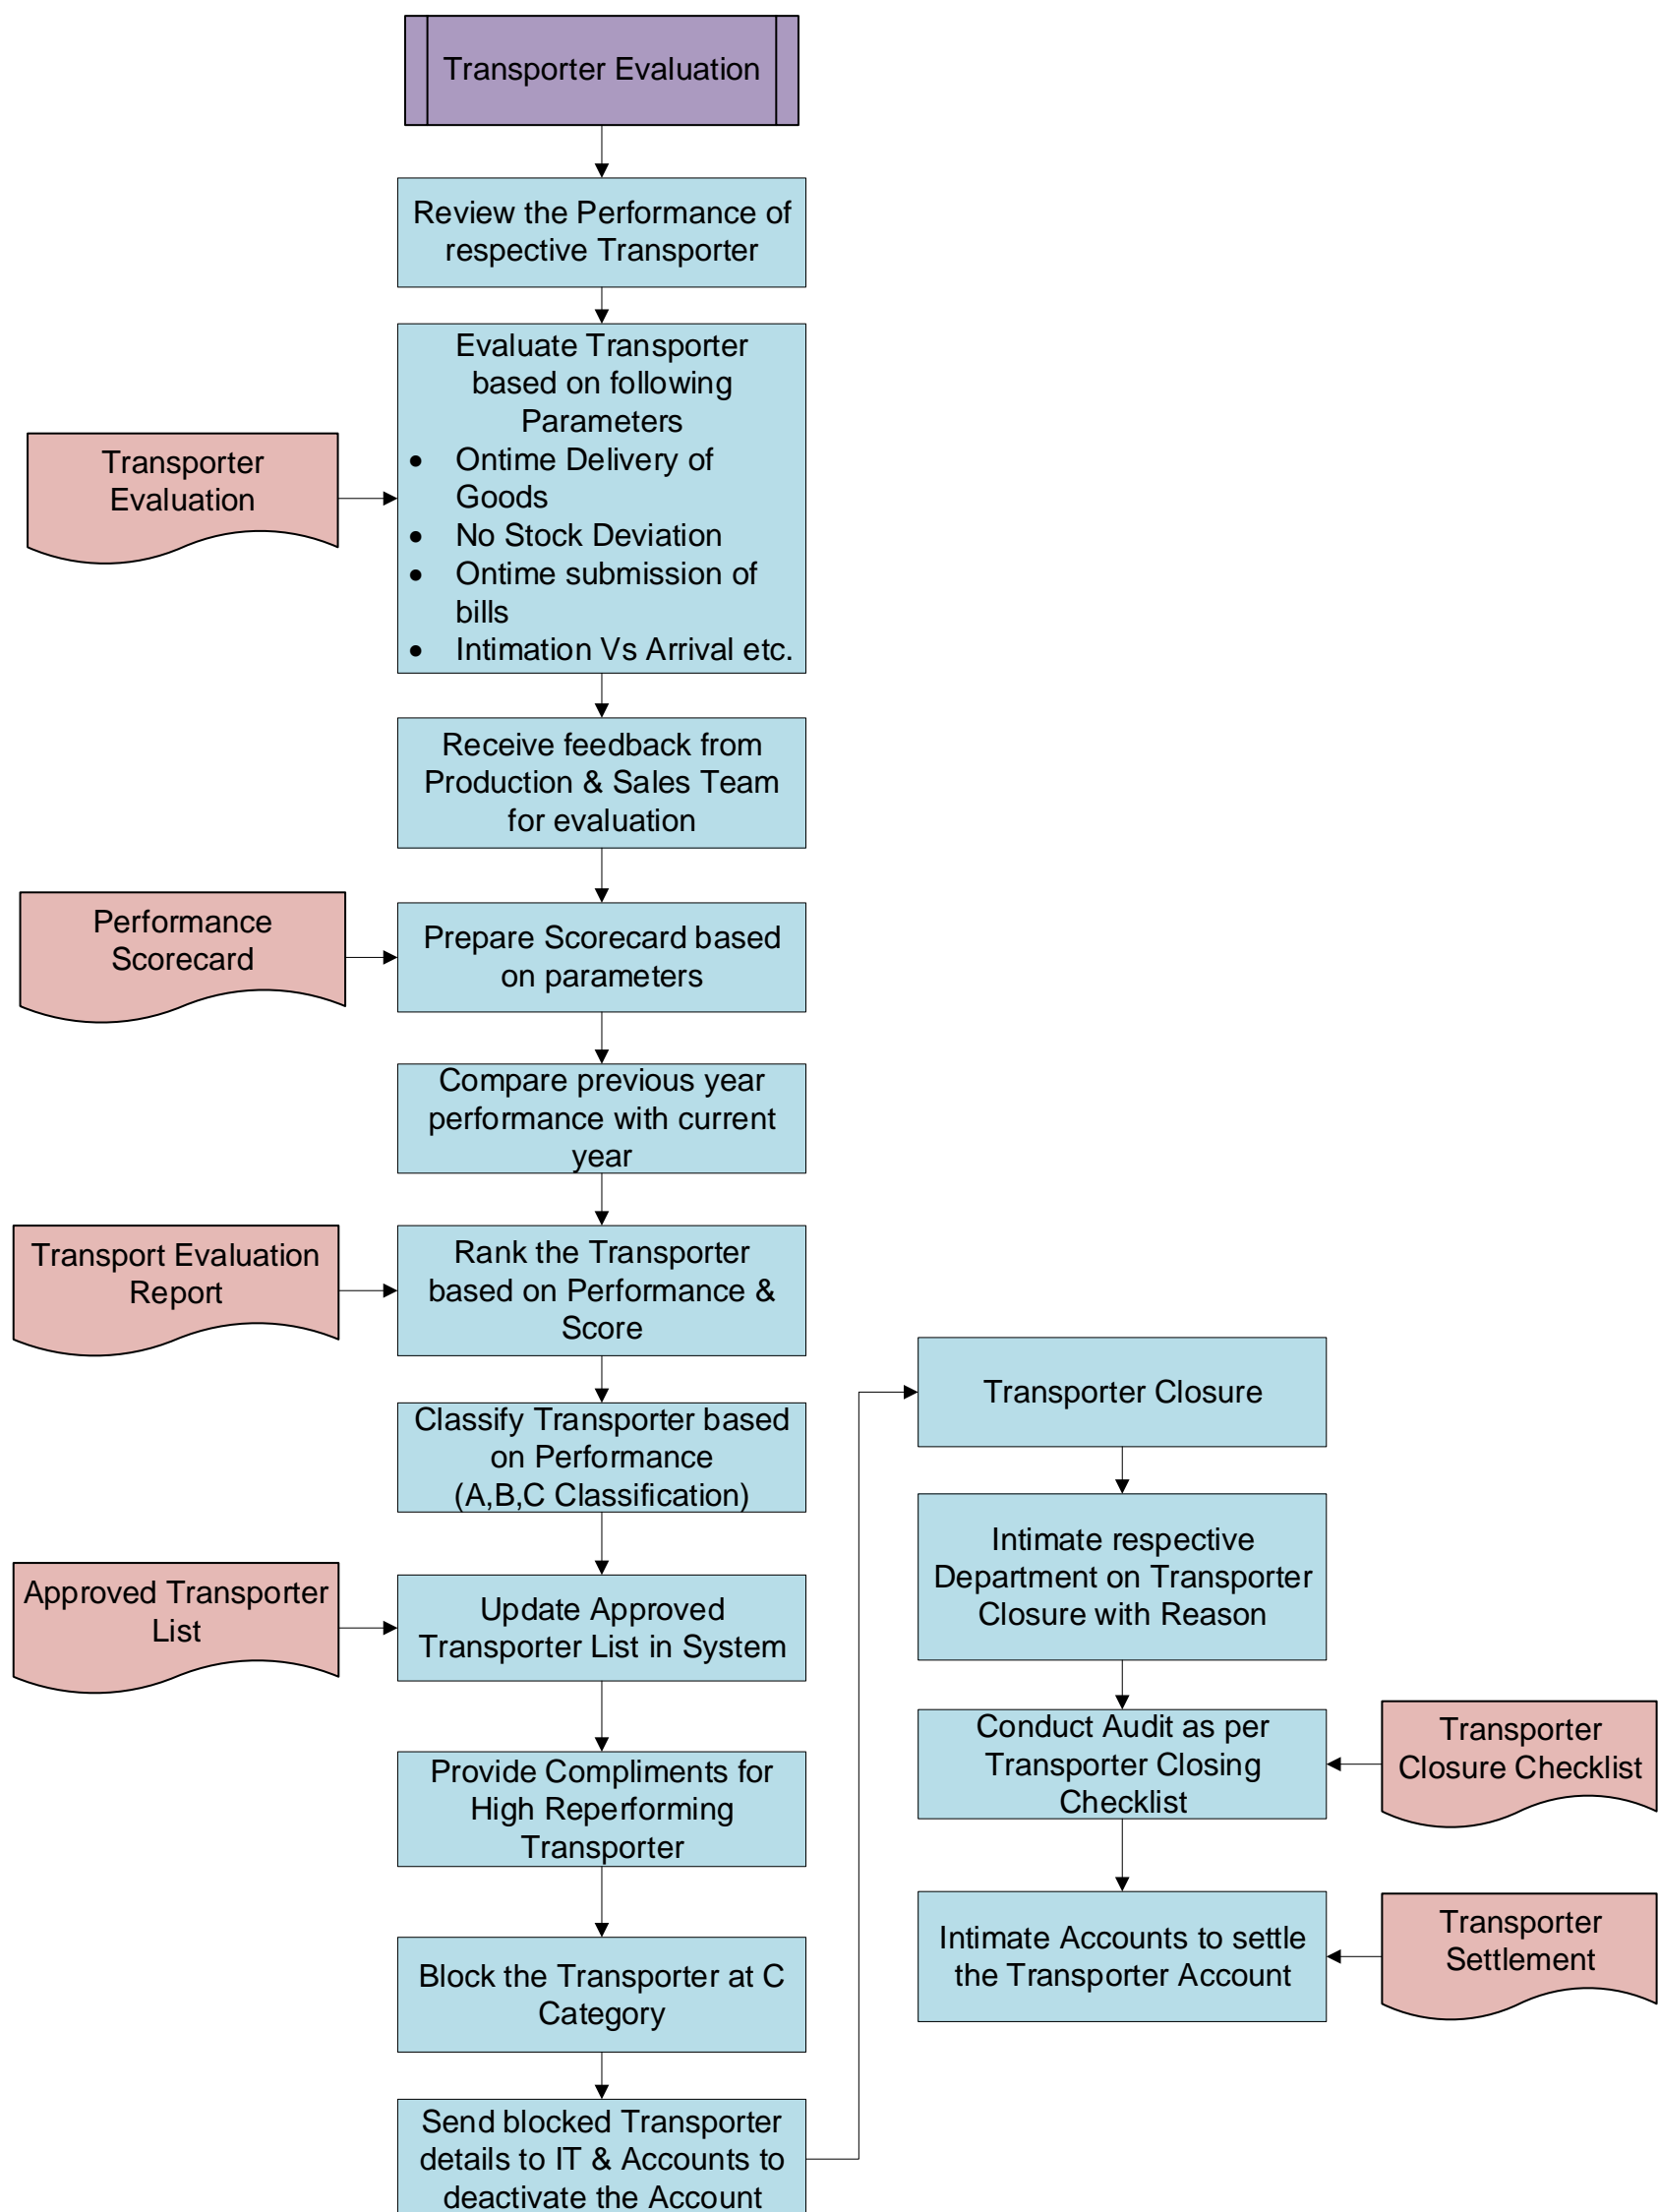 Transporter Evaluation
Review the Performance of
respective Transporter
Evaluate Transporter
based on following
Parameters
• Ontime Delivery of
Goods
• No Stock Deviation
• Ontime submission of
bills
• Intimation Vs Arrival etc.
Transporter
Evaluation
Receive feedback from
Production & Sales Team
for evaluation
Performance
Scorecard
Prepare Scorecard based
on parameters
Compare previous year
performance with current
year
Transport Evaluation
Report
Rank the Transporter
based on Performance &
Score
Classify Transporter based
on Performance
(A,B,C Classification)
Approved Transporter
List
Update Approved
Transporter List in System
Provide Compliments for
High Reperforming
Transporter
Block the Transporter at C
Category
Send blocked Transporter
details to IT & Accounts to
deactivate the Account
Transporter Closure
Intimate respective
Department on Transporter
Closure with Reason
Conduct Audit as per
Transporter Closing
Checklist
Transporter
Closure Checklist
Intimate Accounts to settle
the Transporter Account
Transporter
Settlement